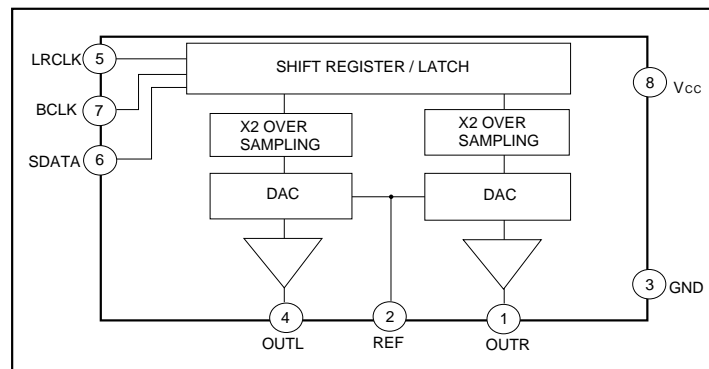 LRCLK 5
SHIFT REGISTER / LATCH
8 Vcc
BCLK 7
X2 OVER
SAMPLING
X2 OVER
SAMPLING
SDATA 6
DAC
DAC
3 GND
4
OUTL
2
REF
1
OUTR